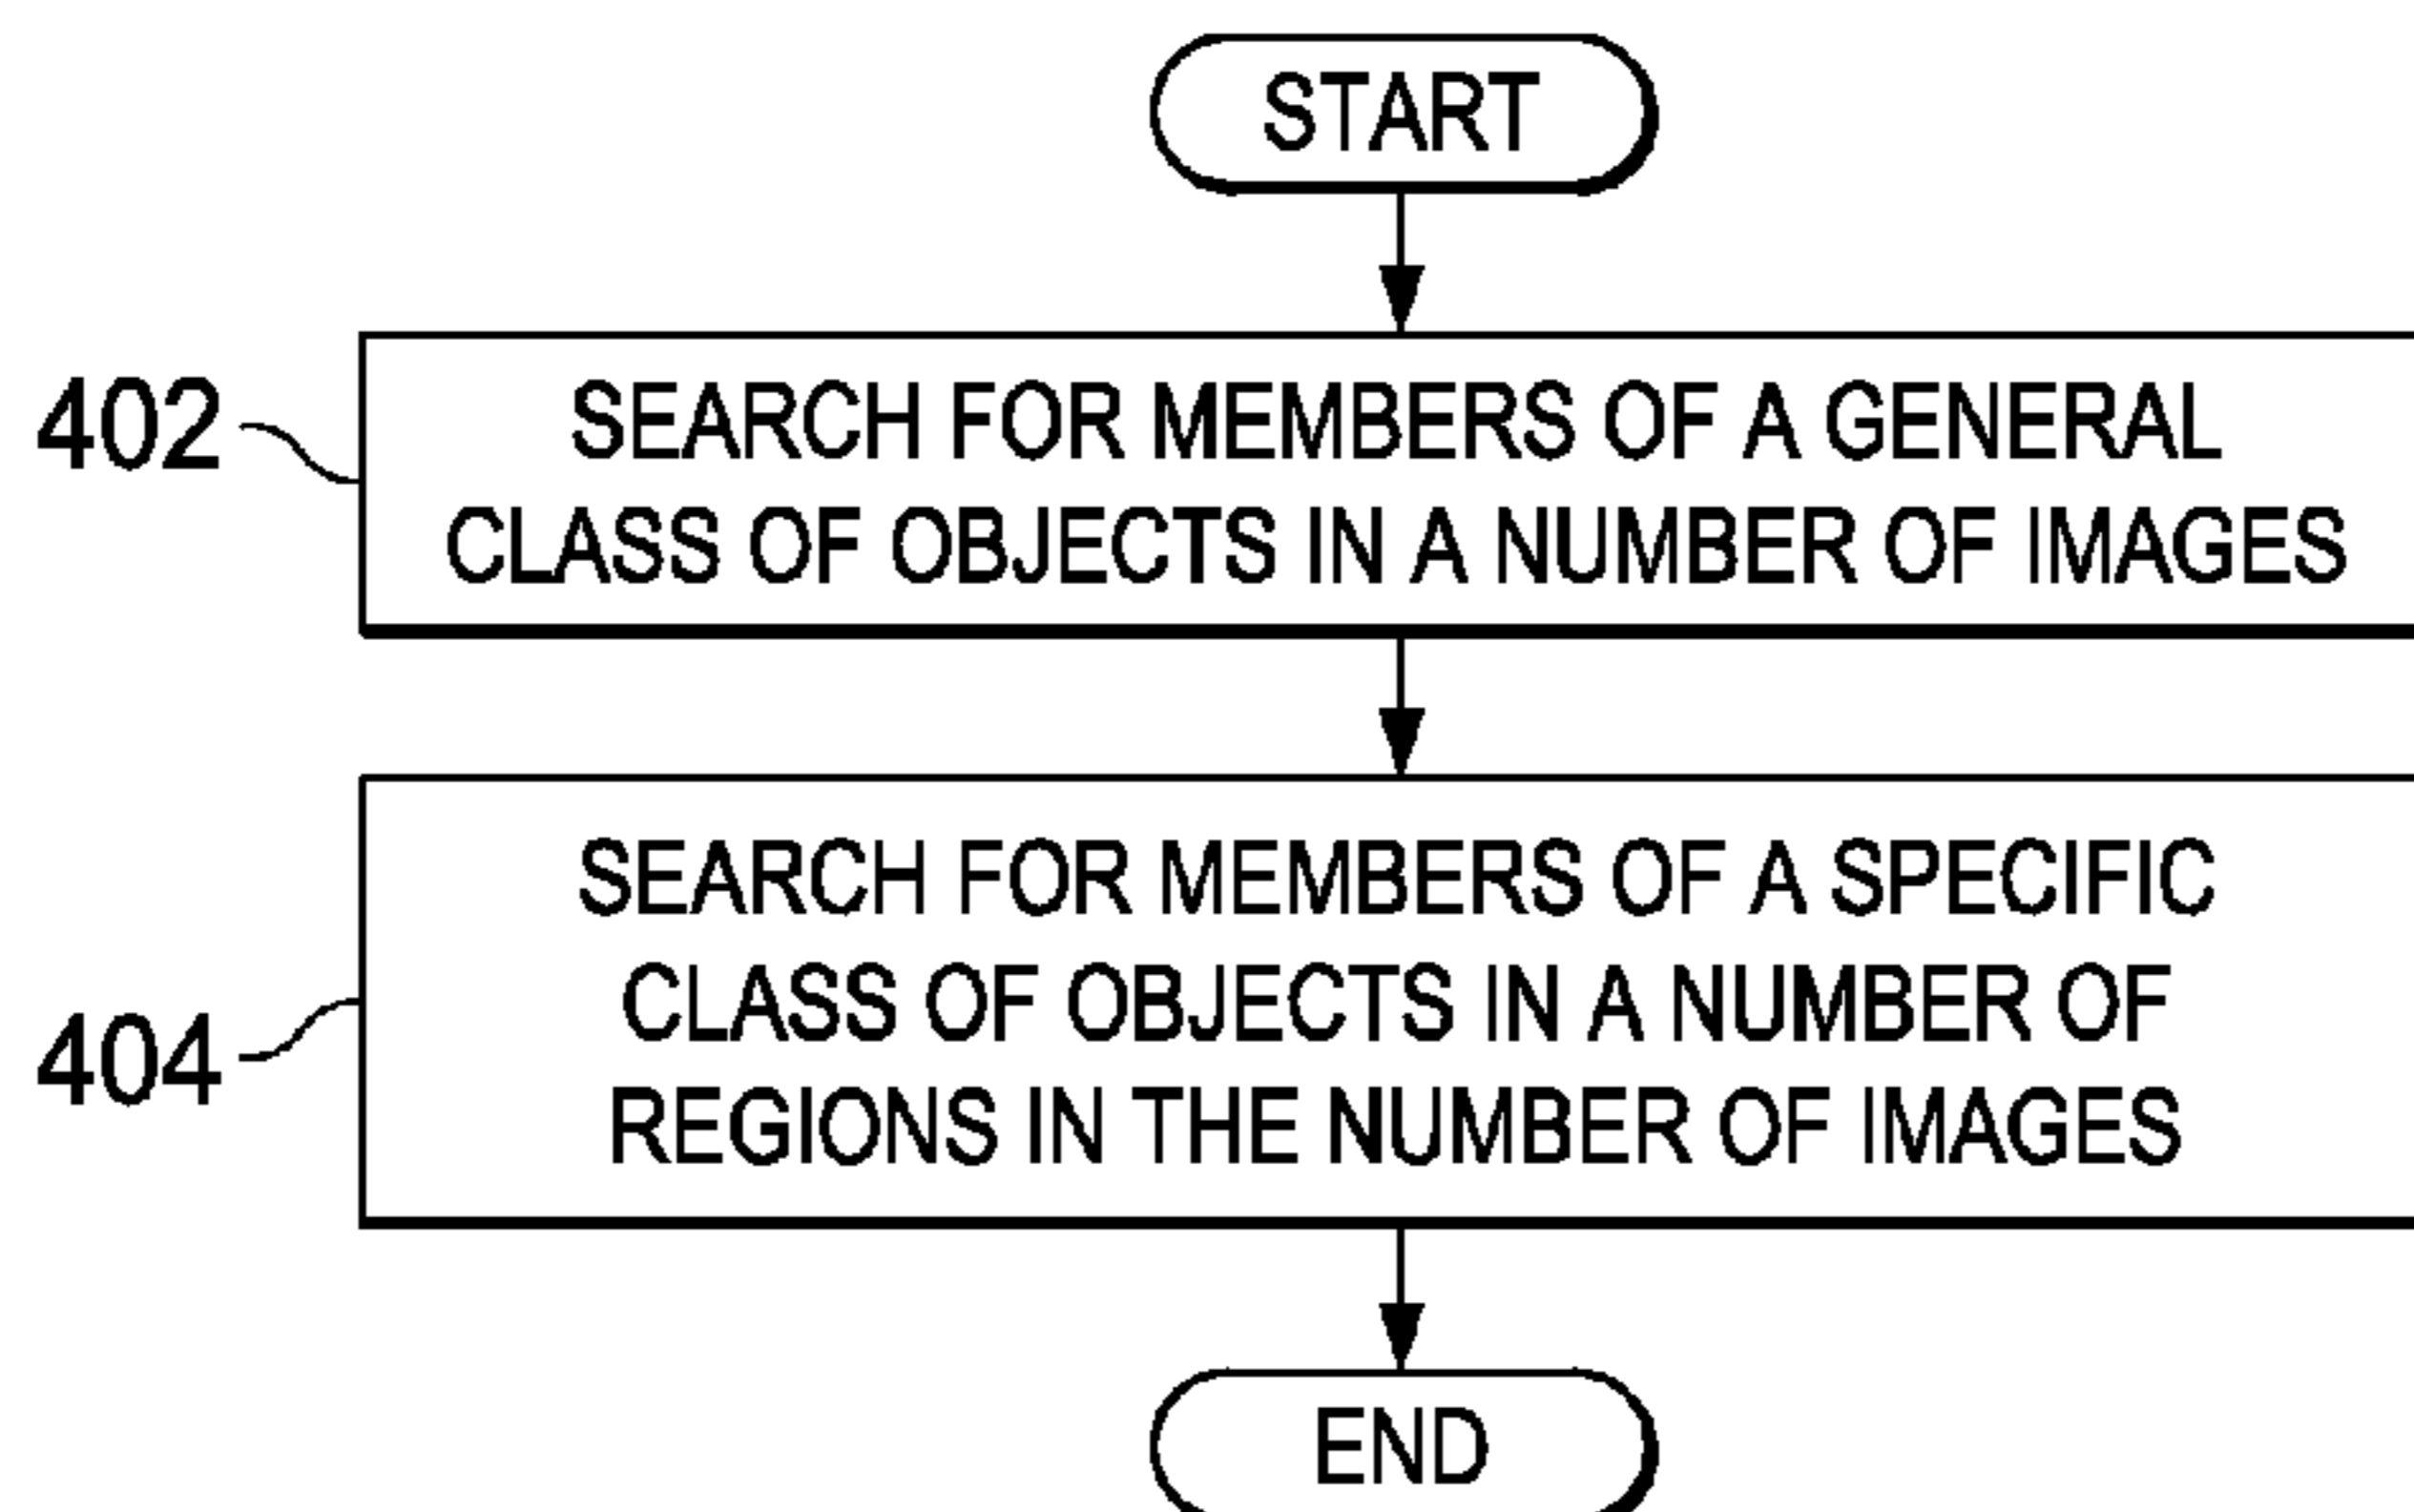 START
402
SEARCH FOR MEMBERS OF A GENERAL
CLASS OF OBJECTS IN A NUMBER OF IMAGES
SEARCH FOR MEMBERS OF A SPECIFIC
CLASS OF OBJECTS IN A NUMBER OF
REGIONS IN THE NUMBER OF IMAGES
404
END